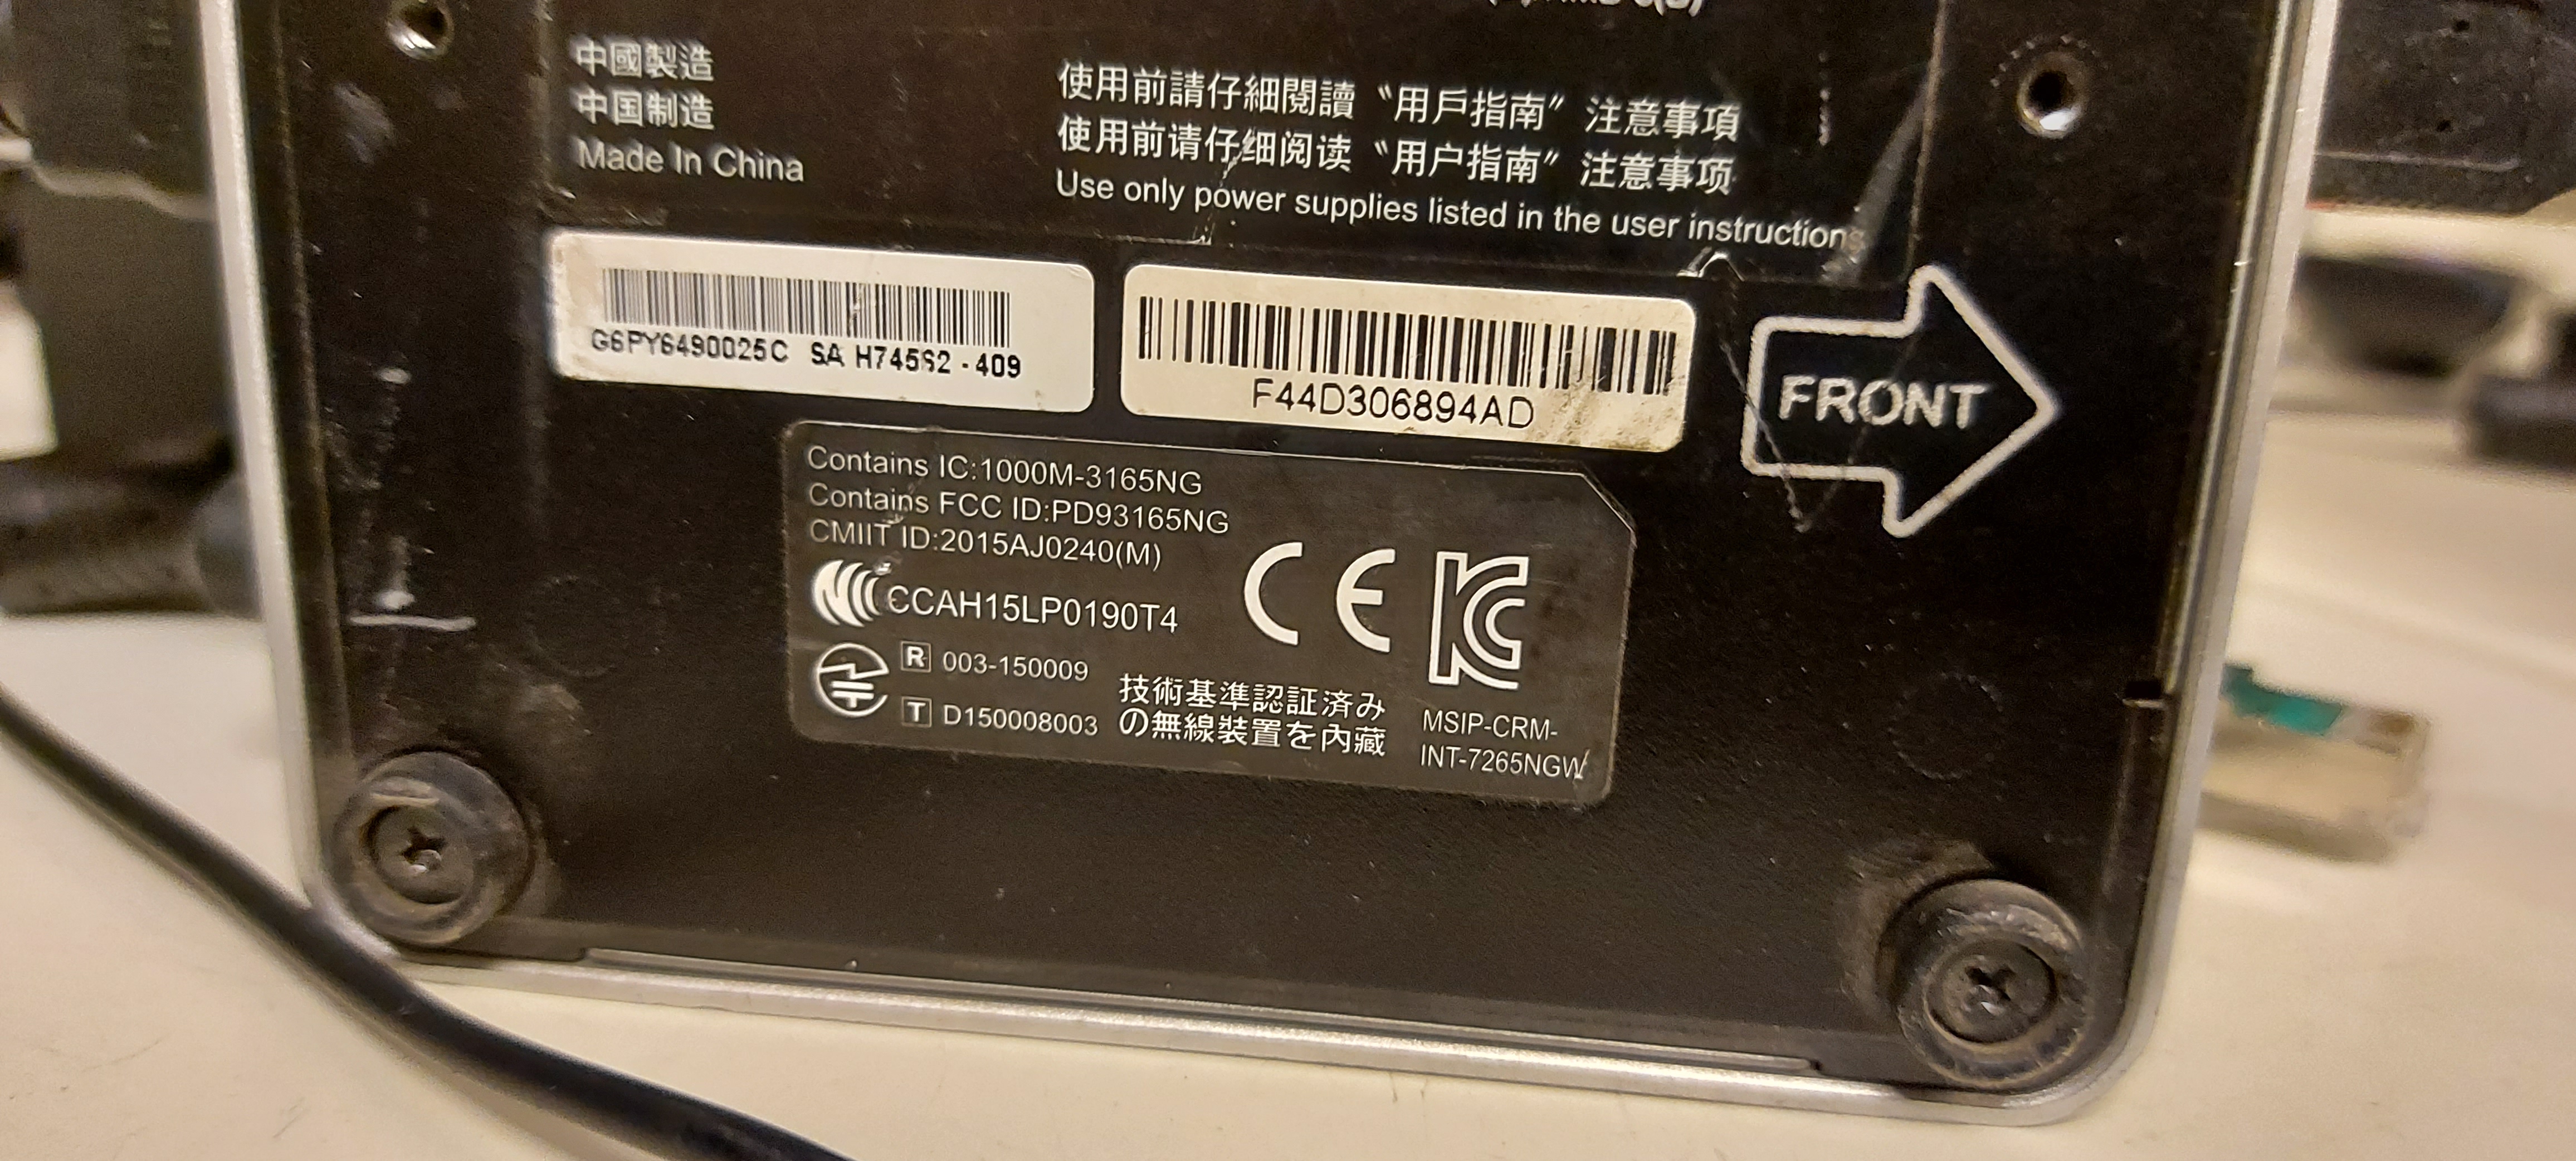 中國製造
中国制造
Made In China
使用前請仔細閱讀“用戶指南”注意事項
使用前请仔细阅读“用户指南”注意事项
Use only power supplies listed in the user instructions
G6PY6490025C SA H74562-409
F44D306894AD
FRONT
Contains IC:1000M-3165NG
Contains FCC ID:PD93165NG
CMIIT ID:2015AJ0240(M)
CCAH15LP0190T4
CE
R 003-150009
T D150008003
技術基準認証済み
の無線装置を内藏
MSIP-CRM-
INT-7265NGW